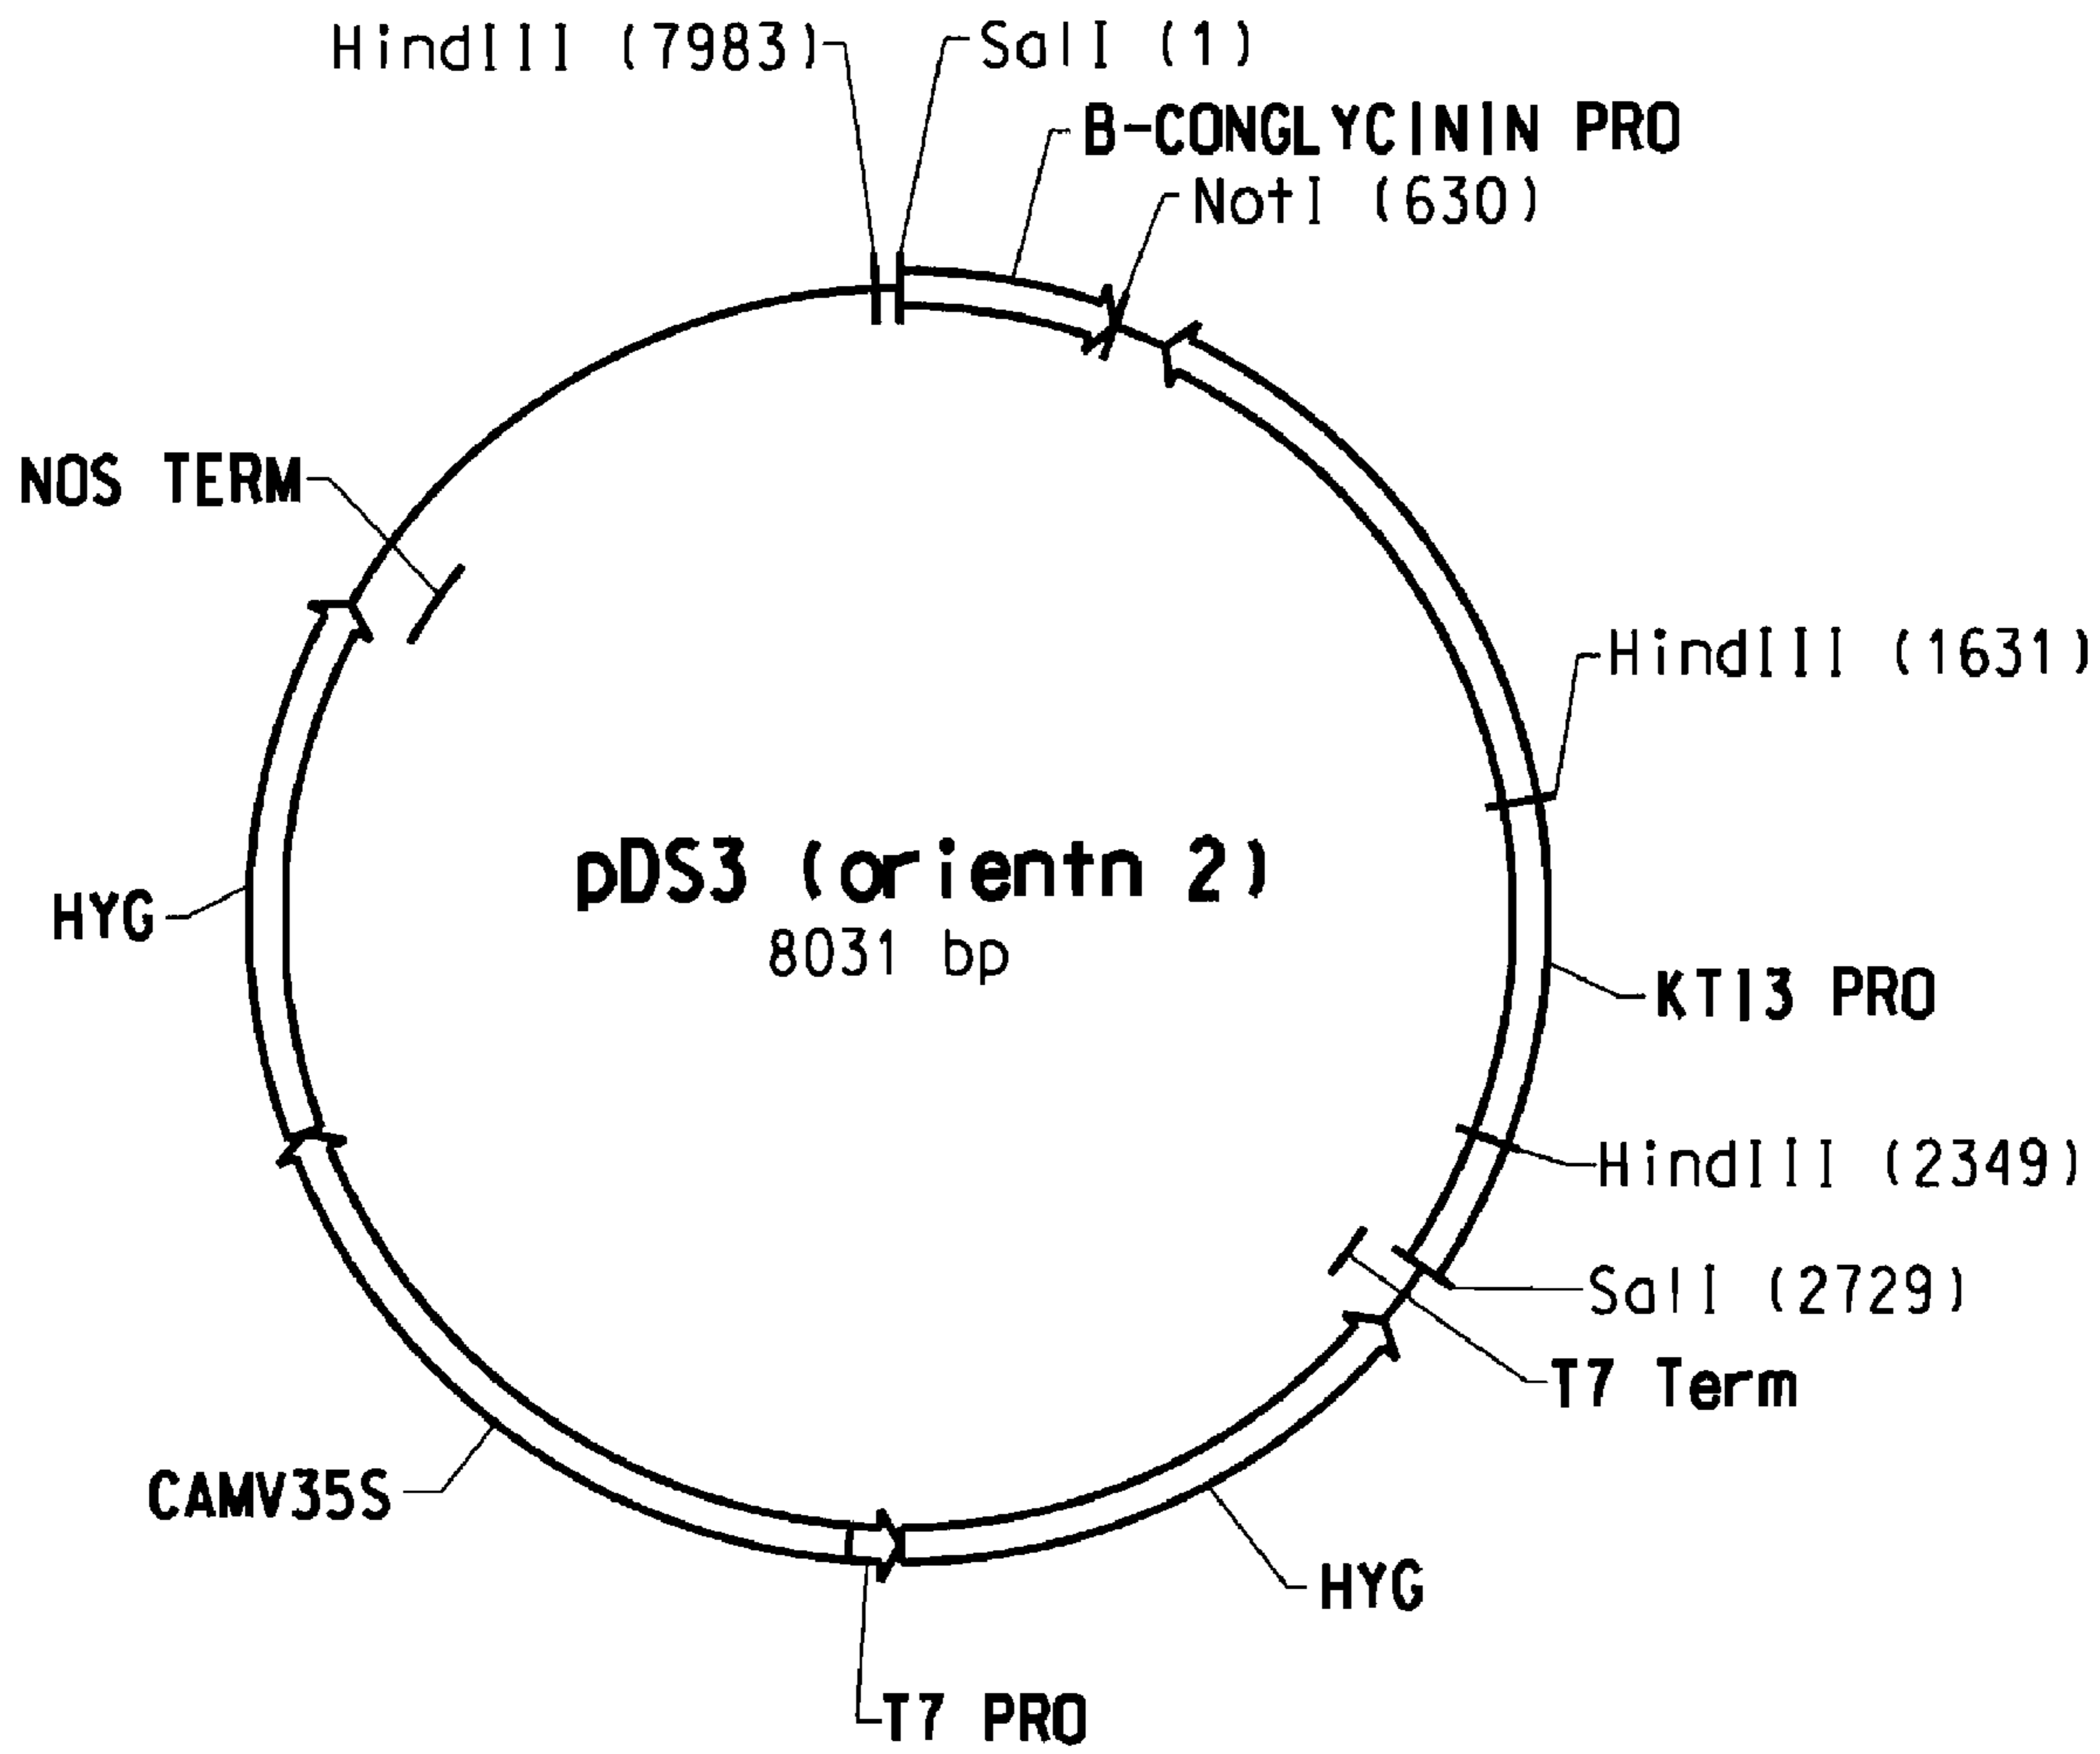 HindIII (7983)
SalI (1)
B-CONGLYCININ PRO
NotI (630)
NOS TERM
HindIII (1631)
pDS3 (orientn 2)
8031 bp
HYG
KTI3 PRO
HindIII (2349)
SalI (2729)
T7 Term
CAMV35S
HYG
T7 PRO